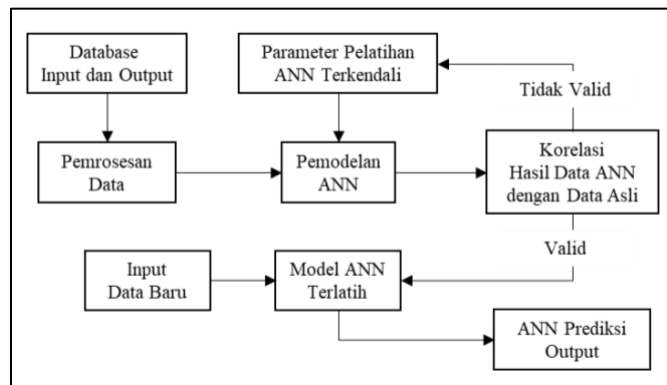 Database
Input dan Output
Parameter Pelatihan
ANN Terkendali
Tidak Valid
Pemrosesan
Data
Pemodelan
ANN
Korelasi
Hasil Data ANN
dengan Data Asli
Valid
Input
Data Baru
Model ANN
Terlatih
ANN Prediksi
Output